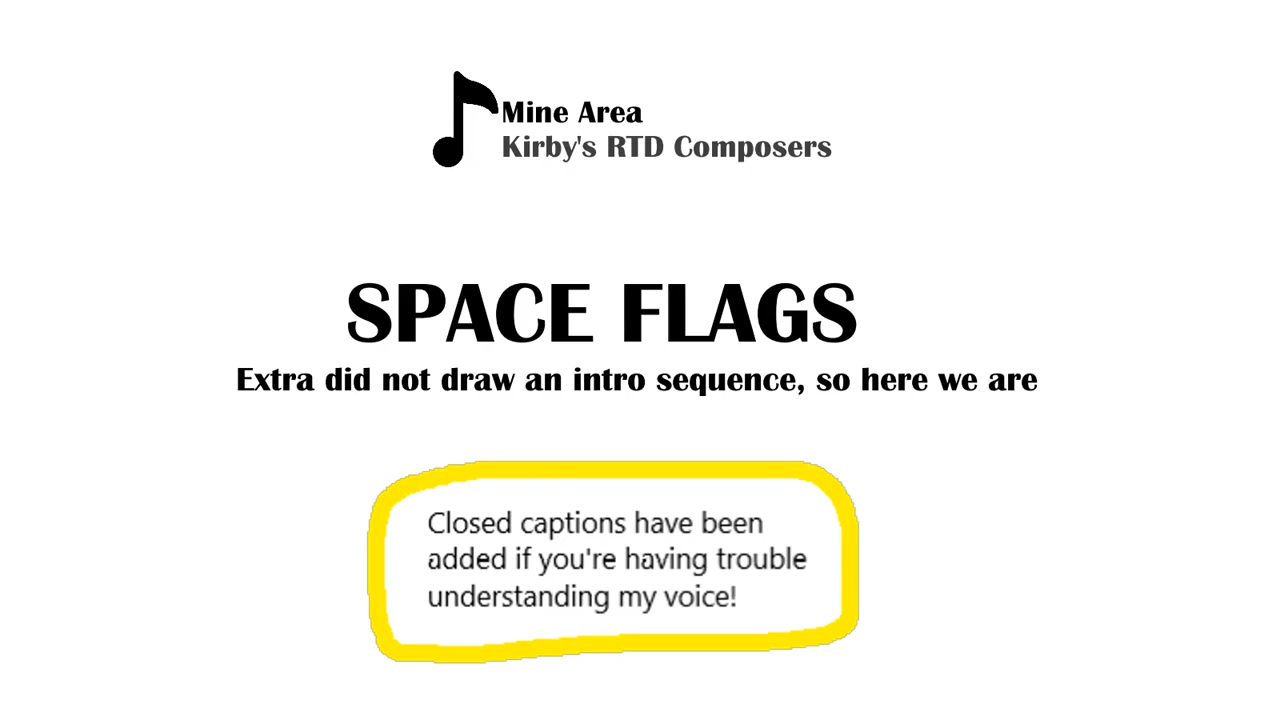 Mine Area
Kirby's RTD Composers
SPACE FLAGS
Extra did not draw an intro sequence, so here we are
Closed captions have been
added if you're having trouble
understanding my voice!